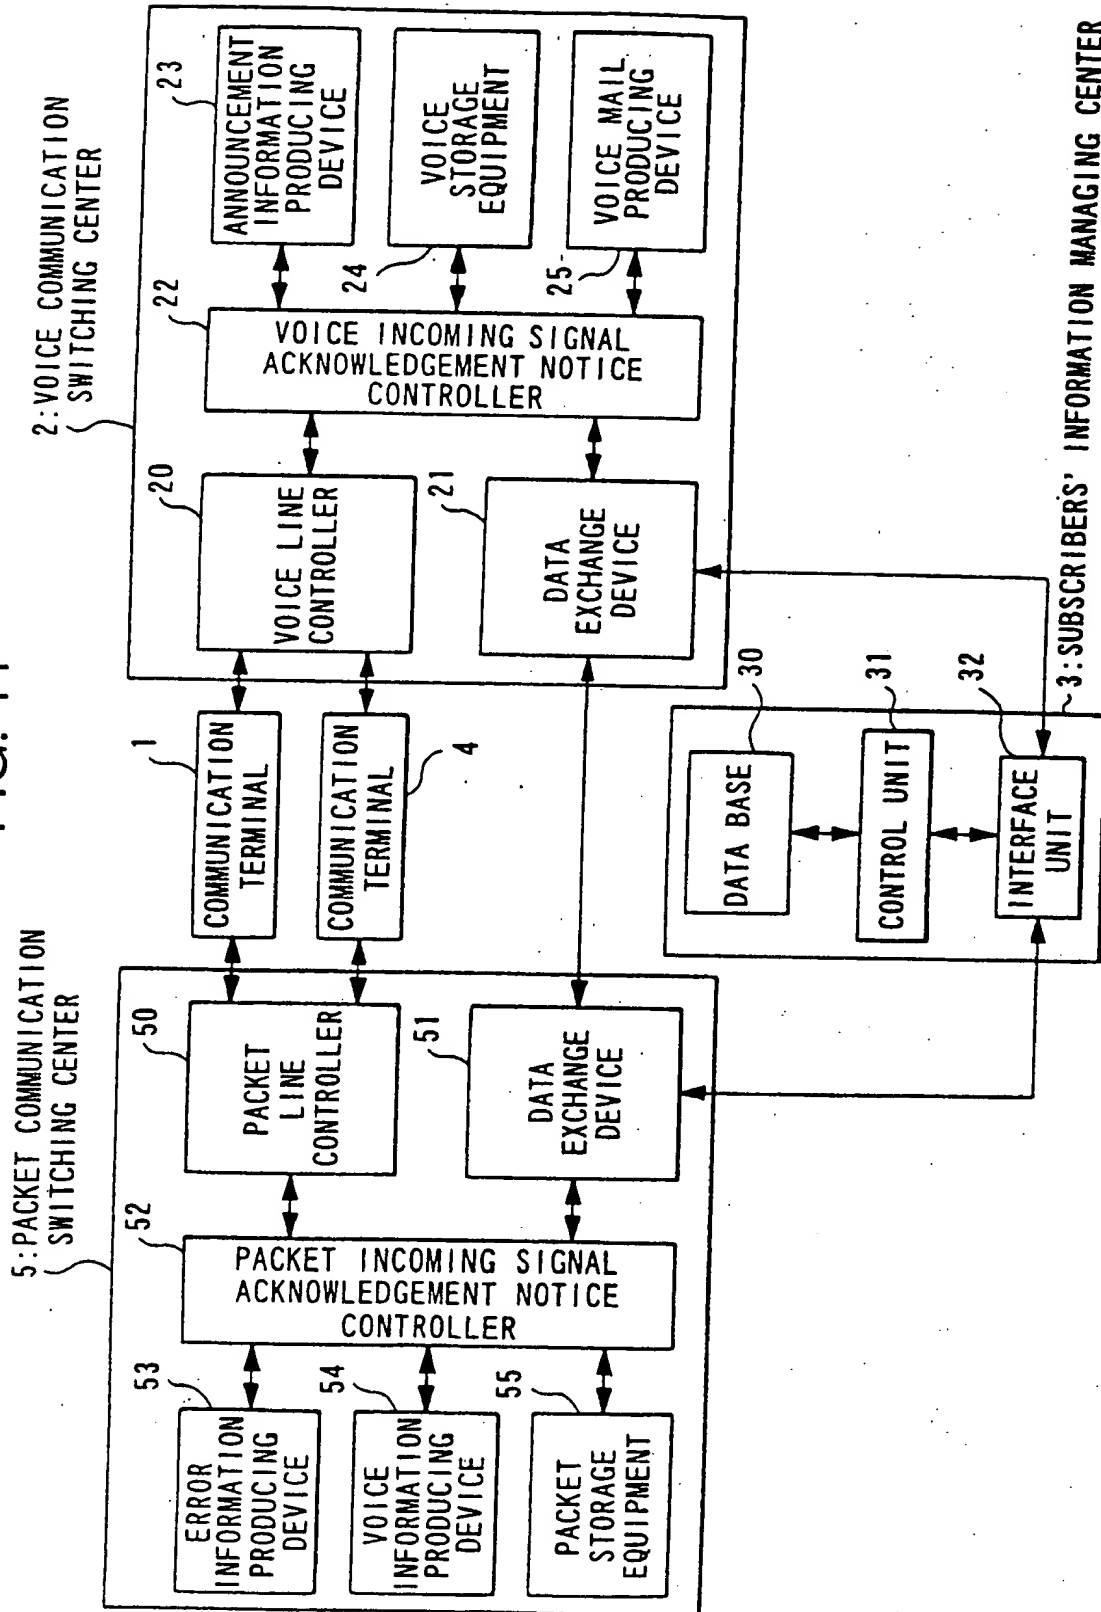 5:PACKET COMMUNICATION
SWITCHING CENTER
2:VOICE COMMUNICATION
SWITCHING CENTER
53
ERROR
INFORMATION
PRODUCING
DEVICE
54
VOICE
INFORMATION
PRODUCING
DEVICE
55
PACKET
STORAGE
EQUIPMENT
52
PACKET INCOMING SIGNAL
ACKNOWLEDGEMENT NOTICE
CONTROLLER
50
PACKET
LINE
CONTROLLER
51
DATA
EXCHANGE
DEVICE
1
COMMUNICATION
TERMINAL
COMMUNICATION
TERMINAL
4
20
VOICE LINE
CONTROLLER
21
DATA
EXCHANGE
DEVICE
22
VOICE INCOMING SIGNAL
ACKNOWLEDGEMENT NOTICE
CONTROLLER
23
ANNOUNCEMENT
INFORMATION
PRODUCING
DEVICE
24
VOICE
STORAGE
EQUIPMENT
25
VOICE MAIL
PRODUCING
DEVICE
30
DATA BASE
31
CONTROL UNIT
32
INTERFACE
UNIT
3:SUBSCRIBERS' INFORMATION MANAGING CENTER